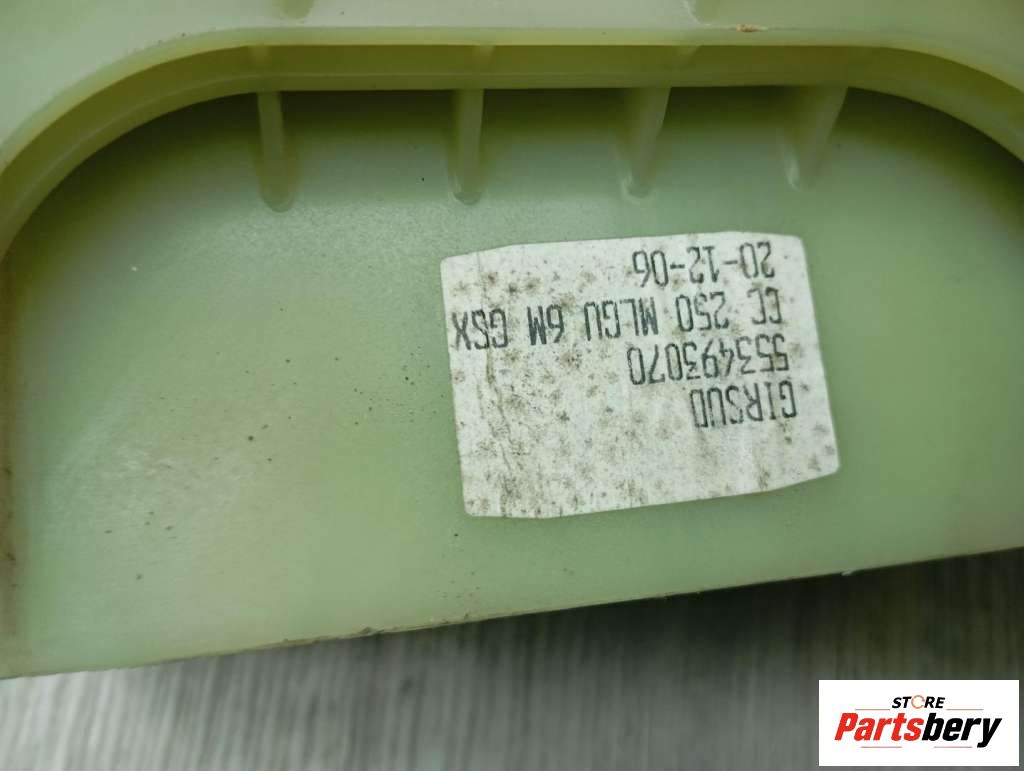 GIRSUD
553493070
CC 250 MLGU 6M GSX
20-12-06
STORE
Partsbery